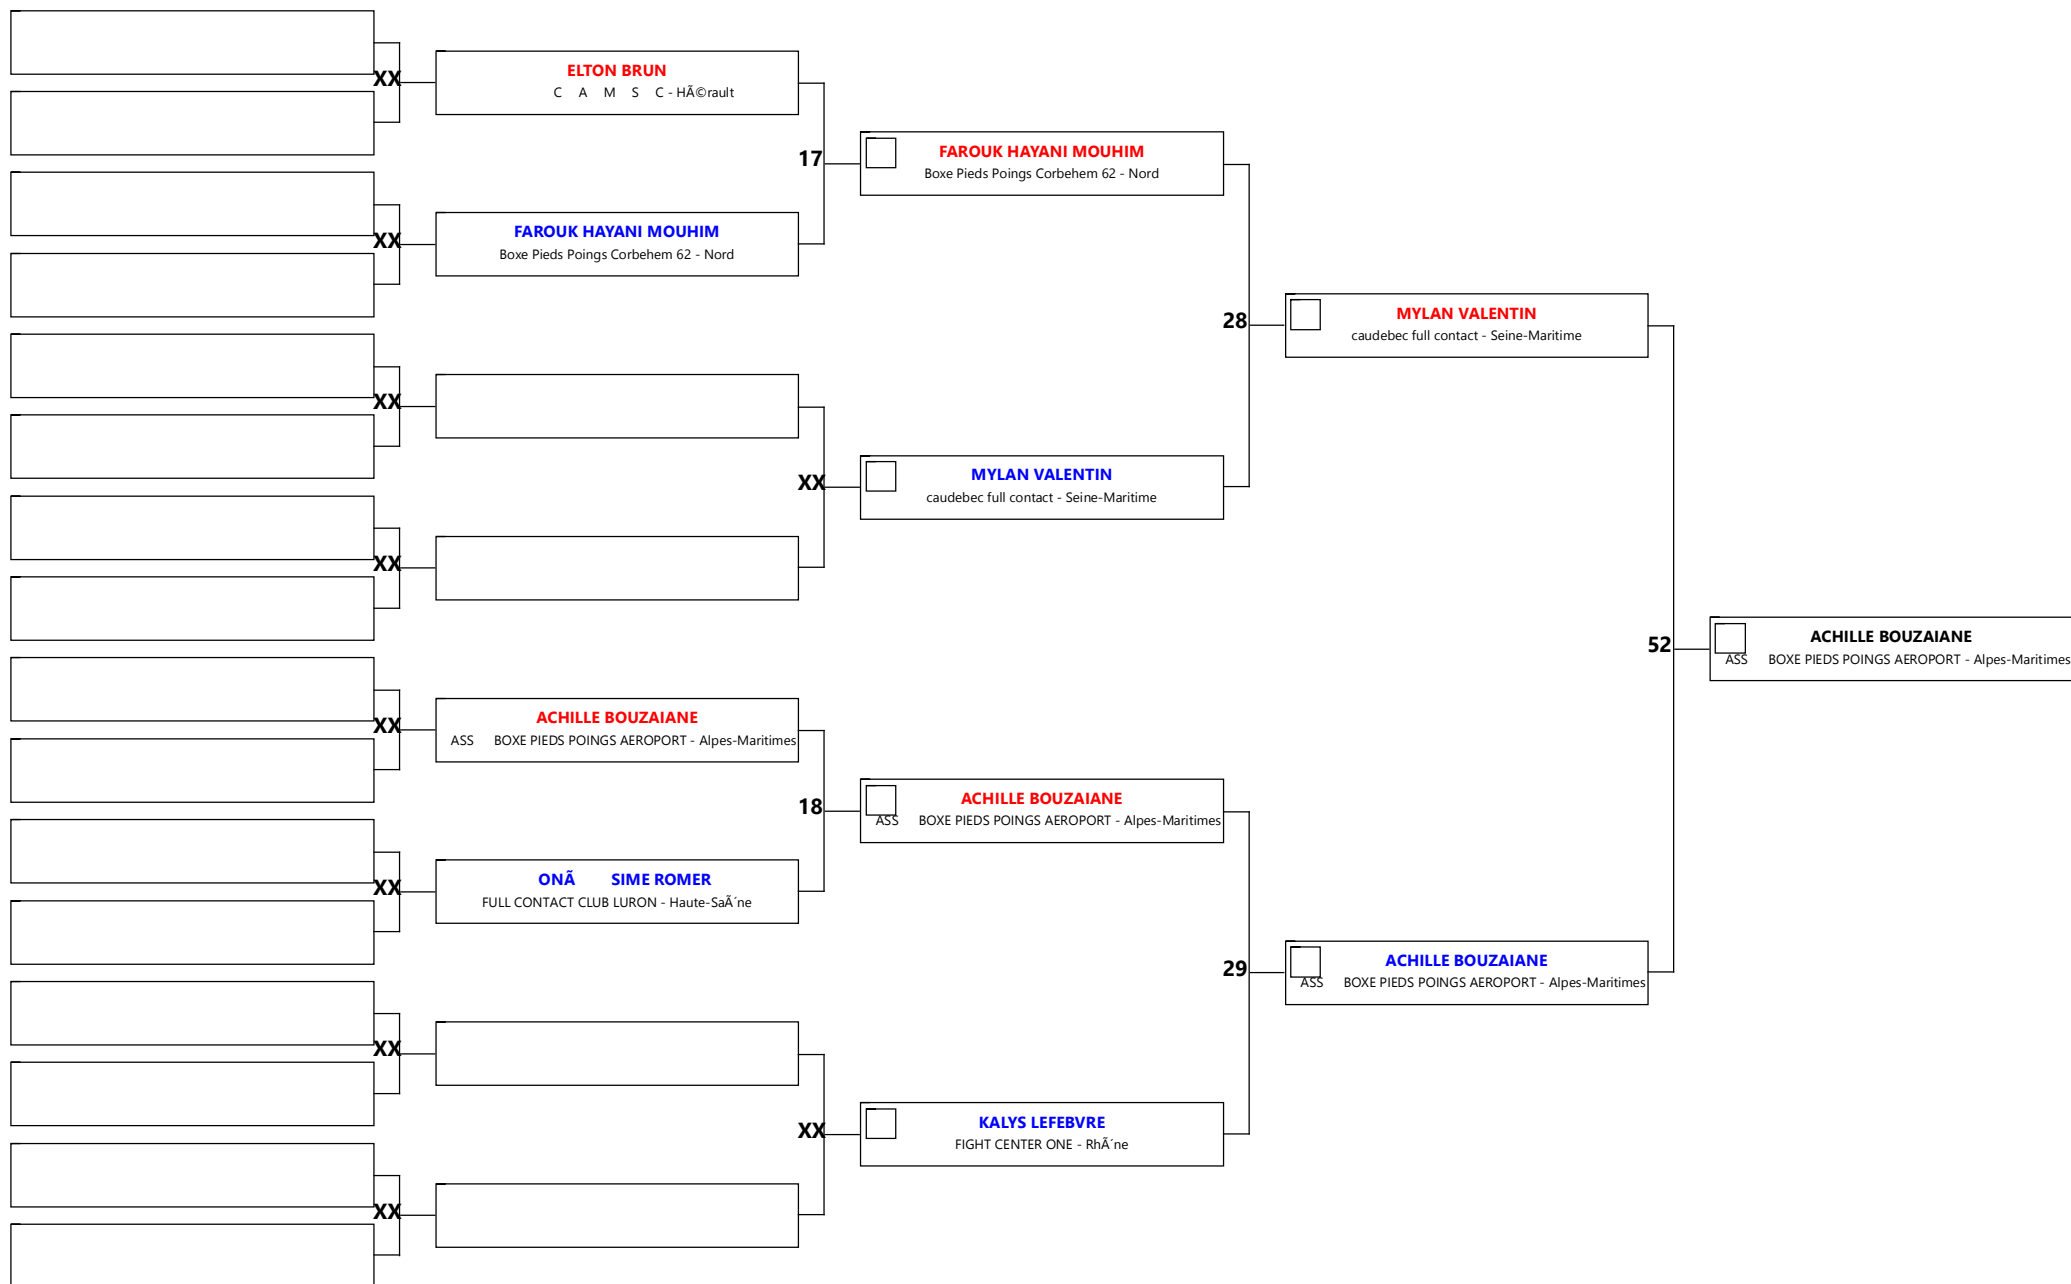 XX
ELTON BRUN
C A M S C - HÃ©rault
17
FAROUK HAYANI MOUHIM
Boxe Pieds Poings Corbehem 62 - Nord
XX
FAROUK HAYANI MOUHIM
Boxe Pieds Poings Corbehem 62 - Nord
28
MYLAN VALENTIN
caudebec full contact - Seine-Maritime
XX
XX
MYLAN VALENTIN
caudebec full contact - Seine-Maritime
XX
52
ACHILLE BOUZAIANE
ASS BOXE PIEDS POINGS AEROPORT - Alpes-Maritimes
XX
ACHILLE BOUZAIANE
ASS BOXE PIEDS POINGS AEROPORT - Alpes-Maritimes
18
ACHILLE BOUZAIANE
ASS BOXE PIEDS POINGS AEROPORT - Alpes-Maritimes
XX
ONÃ SIME ROMER
FULL CONTACT CLUB LURON - Haute-SaÃ´ne
29
ACHILLE BOUZAIANE
ASS BOXE PIEDS POINGS AEROPORT - Alpes-Maritimes
XX
XX
KALYS LEFEBVRE
FIGHT CENTER ONE - RhÃ´ne
XX